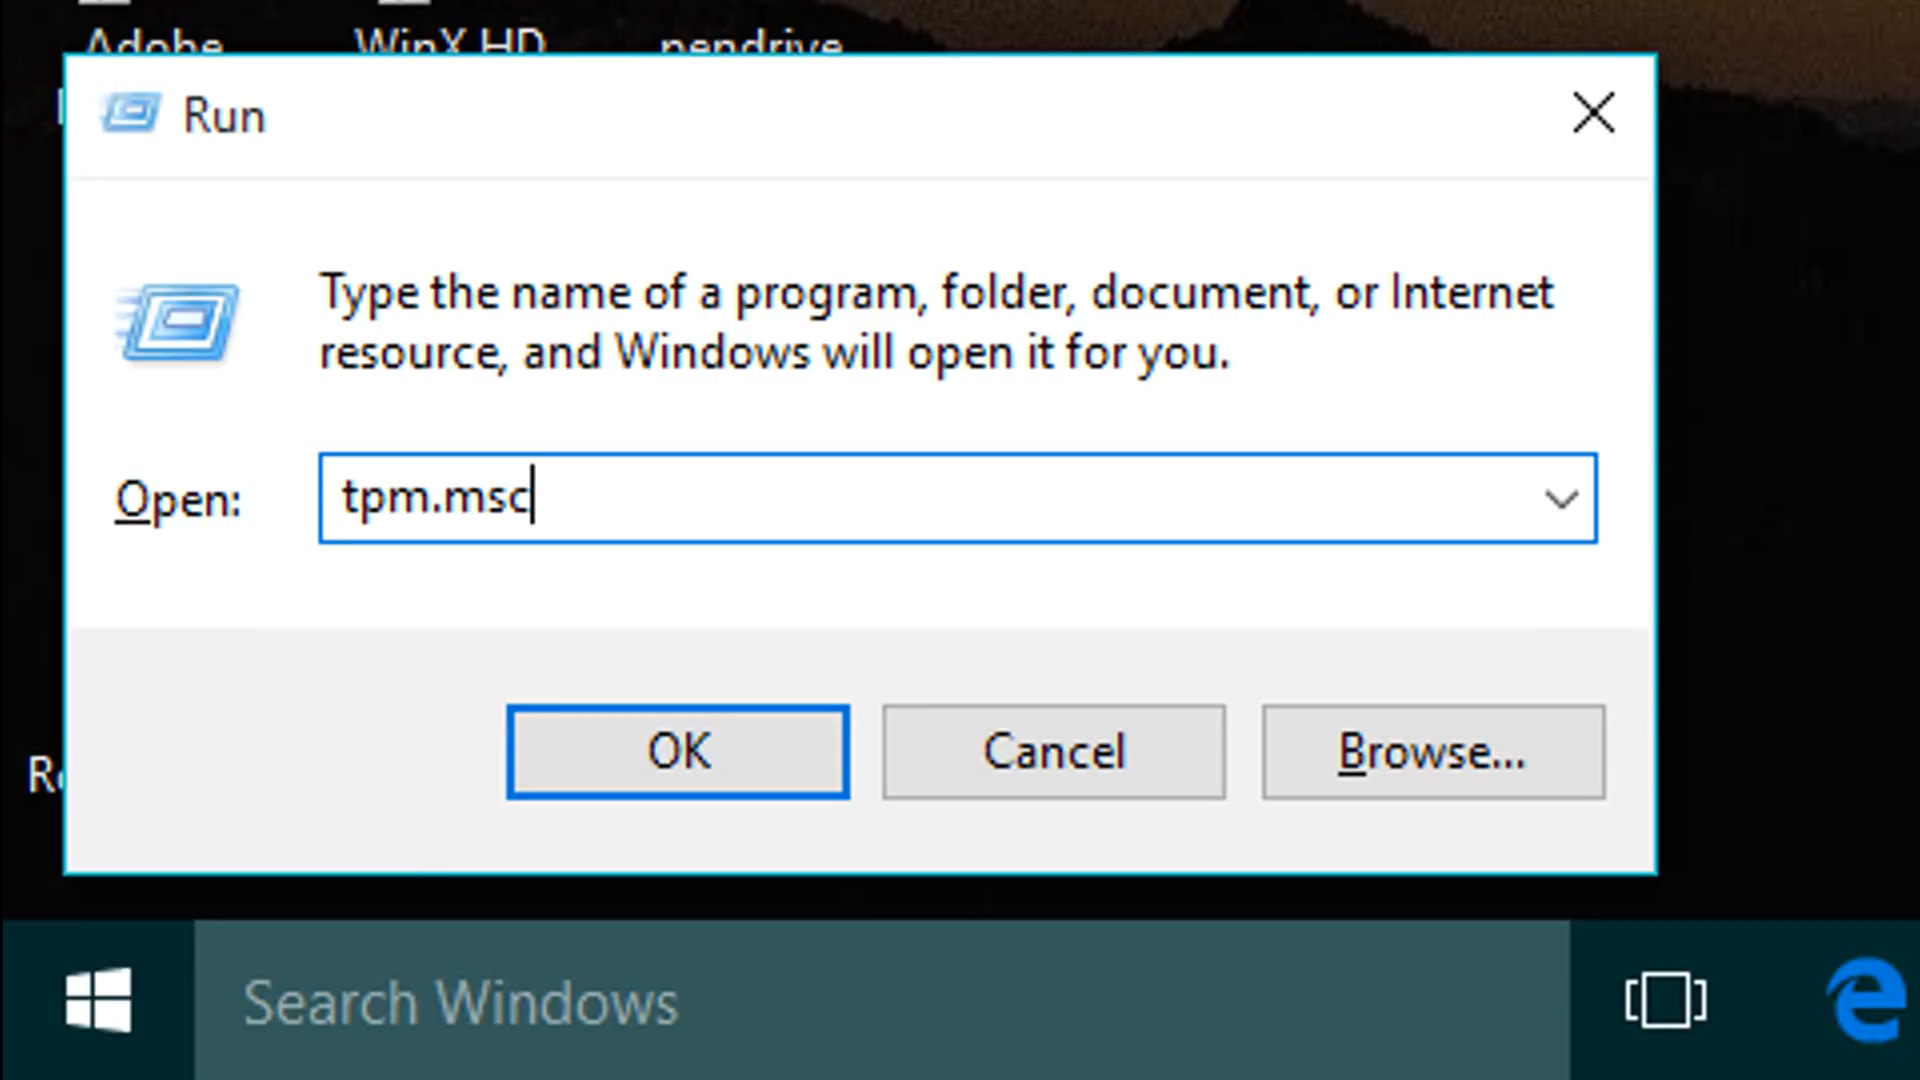 Adobe WinX HD pendrive
Run
Type the name of a program, folder, document, or Internet
resource, and Windows will open it for you.
Open: tpm.msc
OK Cancel Browse...
Search Windows